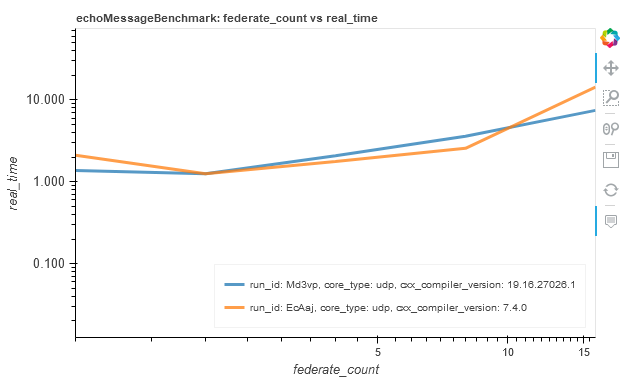 echoMessageBenchmark: federate_count vs real_time
10.000
1.000
0.100
real_time
run_id: Md3vp, core_type: udp, cxx_compiler_version: 19.16.27026.1
run_id: EcAaj, core_type: udp, cxx_compiler_version: 7.4.0
5
10
15
federate_count